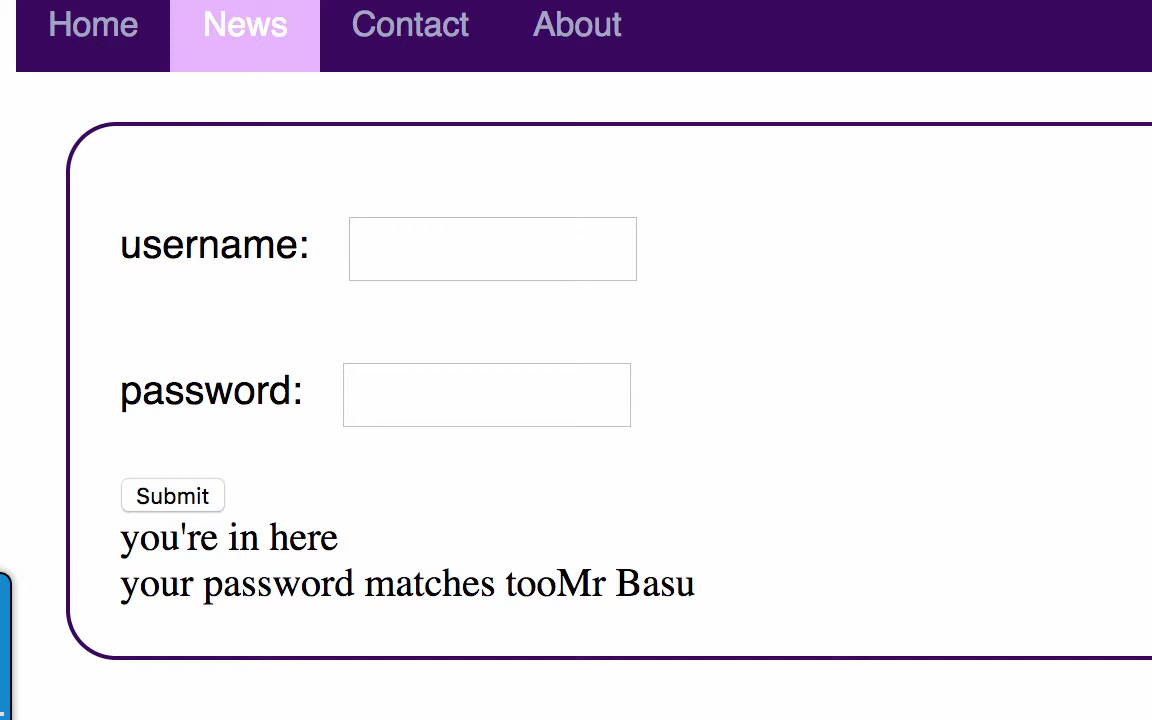 Home News Contact About
username:
password:
Submit
you're in here
your password matches tooMr Basu